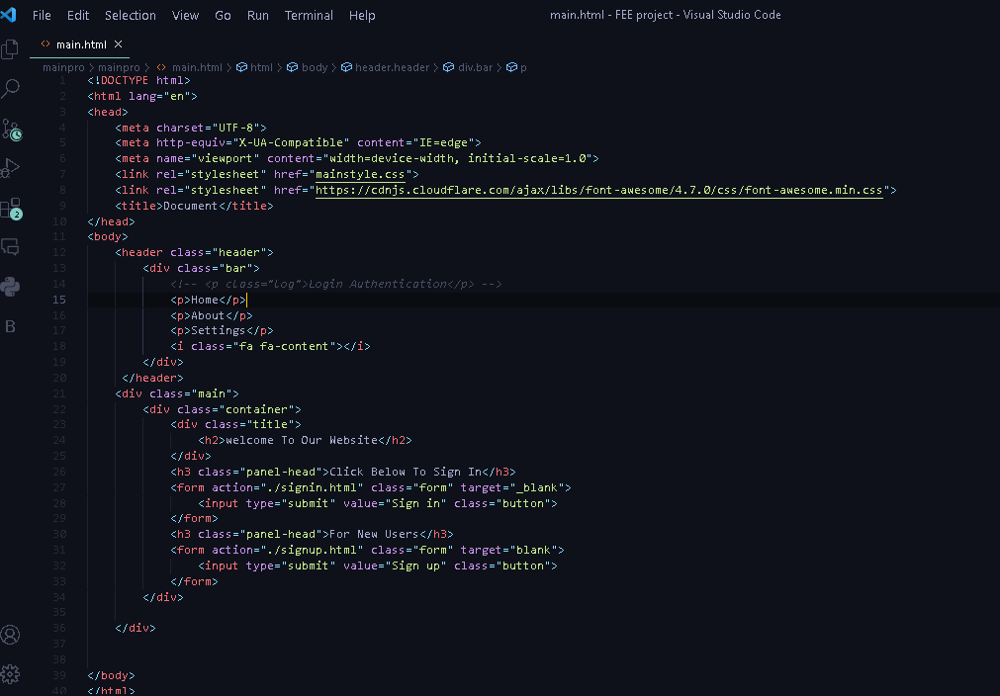 File Edit Selection View Go Run Terminal Help main.html - FEE project - Visual Studio Code
<> main.html ×
mainpro > mainpro > <> main.html > html > body > header.header > div.bar > p
1 <!DOCTYPE html>
2 <html lang="en">
3 <head>
4 <meta charset="UTF-8">
5 <meta http-equiv="X-UA-Compatible" content="IE=edge">
6 <meta name="viewport" content="width=device-width, initial-scale=1.0">
7 <link rel="stylesheet" href="mainstyle.css">
8 <link rel="stylesheet" href="https://cdnjs.cloudflare.com/ajax/libs/font-awesome/4.7.0/css/font-awesome.min.css">
9 <title>Document</title>
10 </head>
11 <body>
12 <header class="header">
13 <div class="bar">
14 <!-- <p class="log">Login Authentication</p> -->
15 <p>Home</p>
16 <p>About</p>
17 <p>Settings</p>
18 <i class="fa fa-content"></i>
19 </div>
20 </header>
21 <div class="main">
22 <div class="container">
23 <div class="title">
24 <h2>welcome To Our Website</h2>
25 </div>
26 <h3 class="panel-head">Click Below To Sign In</h3>
27 <form action="./signin.html" class="form" target="_blank">
28 <input type="submit" value="Sign in" class="button">
29 </form>
30 <h3 class="panel-head">For New Users</h3>
31 <form action="./signup.html" class="form" target="blank">
32 <input type="submit" value="Sign up" class="button">
33 </form>
34 </div>
35
36 </div>
37
38
39 </body>
40 </html>
2
B